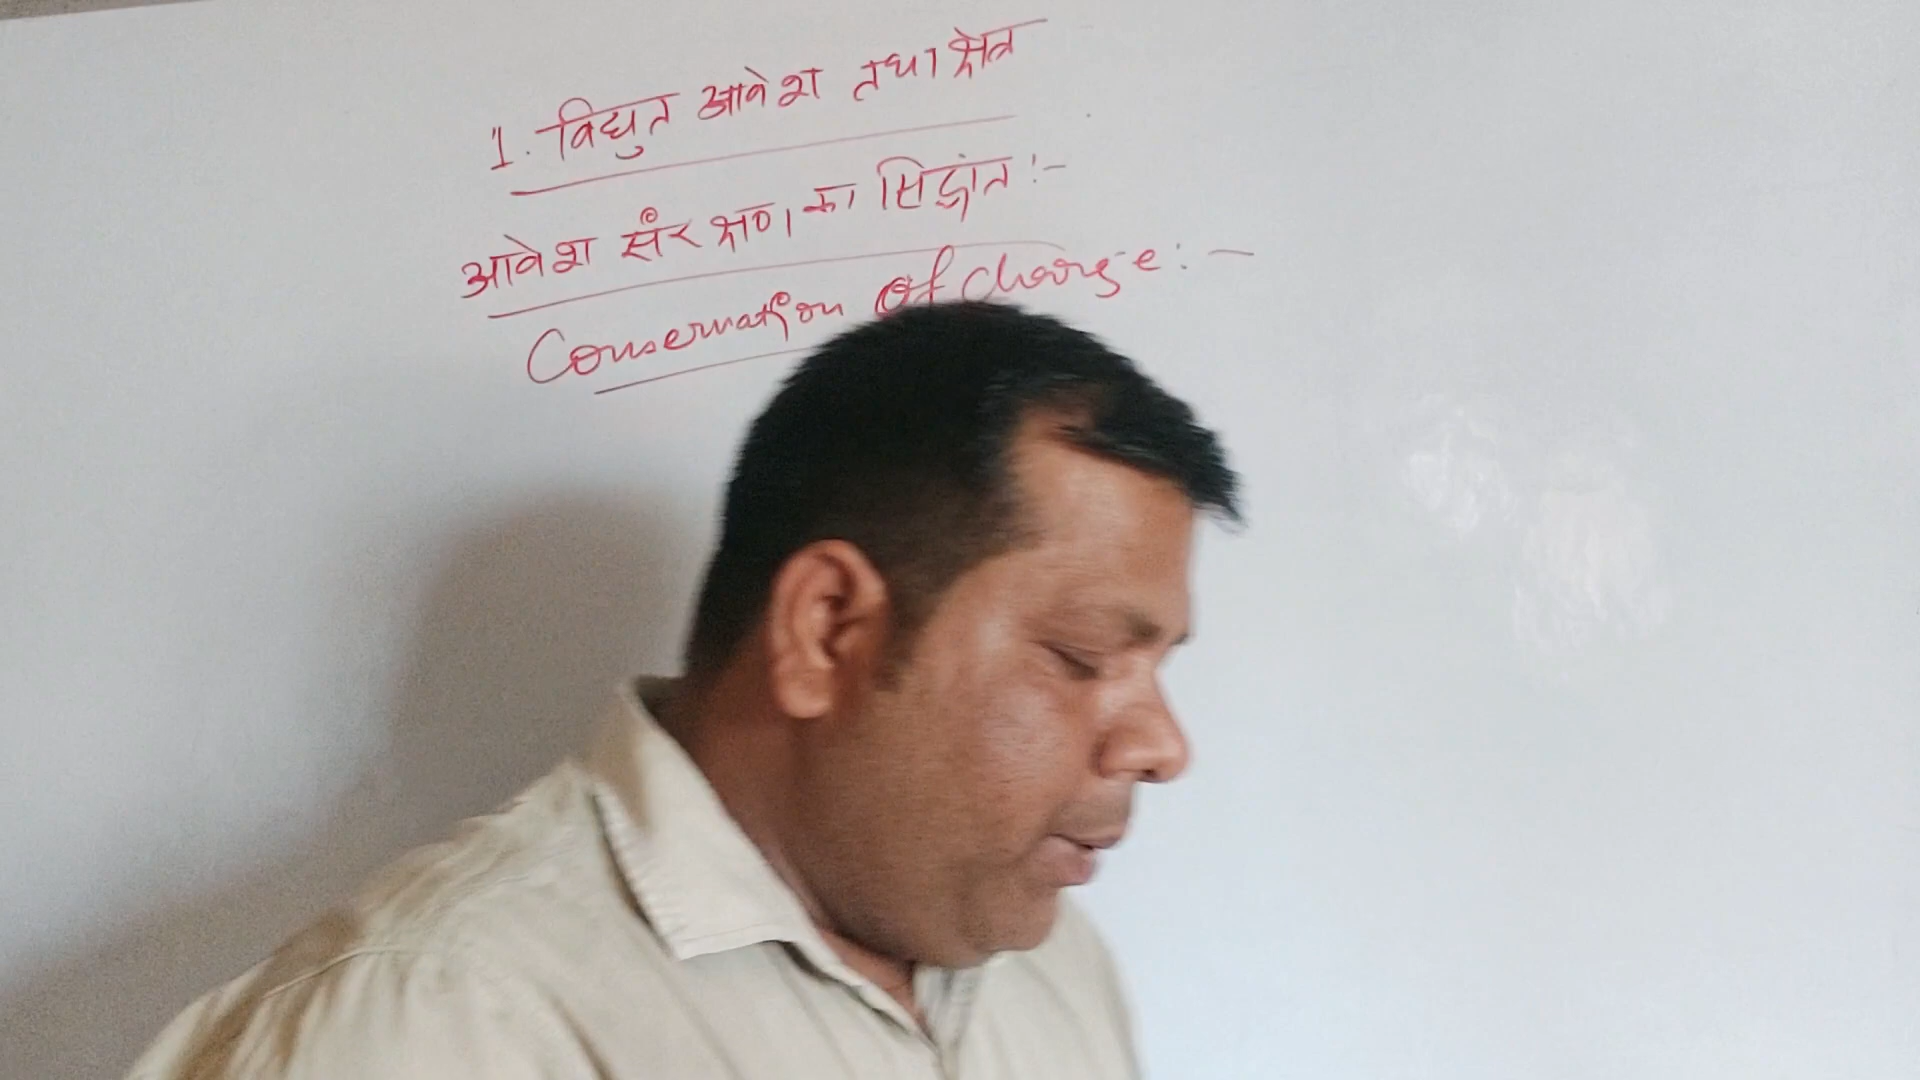 1. विद्युत आवेश तथा क्षेत्र
आवेश संरक्षण का सिद्धांत :-
Conservation of charge : -